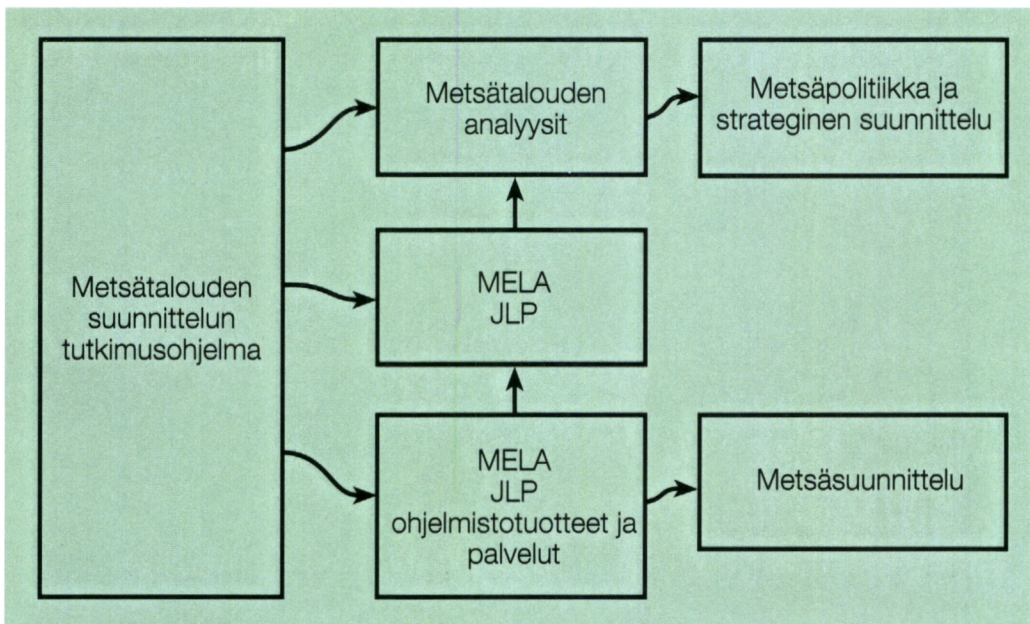 Metsätalouden
suunnittelun
tutkimusohjelma
Metsätalouden
analyysit
Metsäpolitiikka ja
strateginen suunnittelu
MELA
JLP
MELA
JLP
ohjelmistotuotteet ja
palvelut
Metsäsuunnittelu